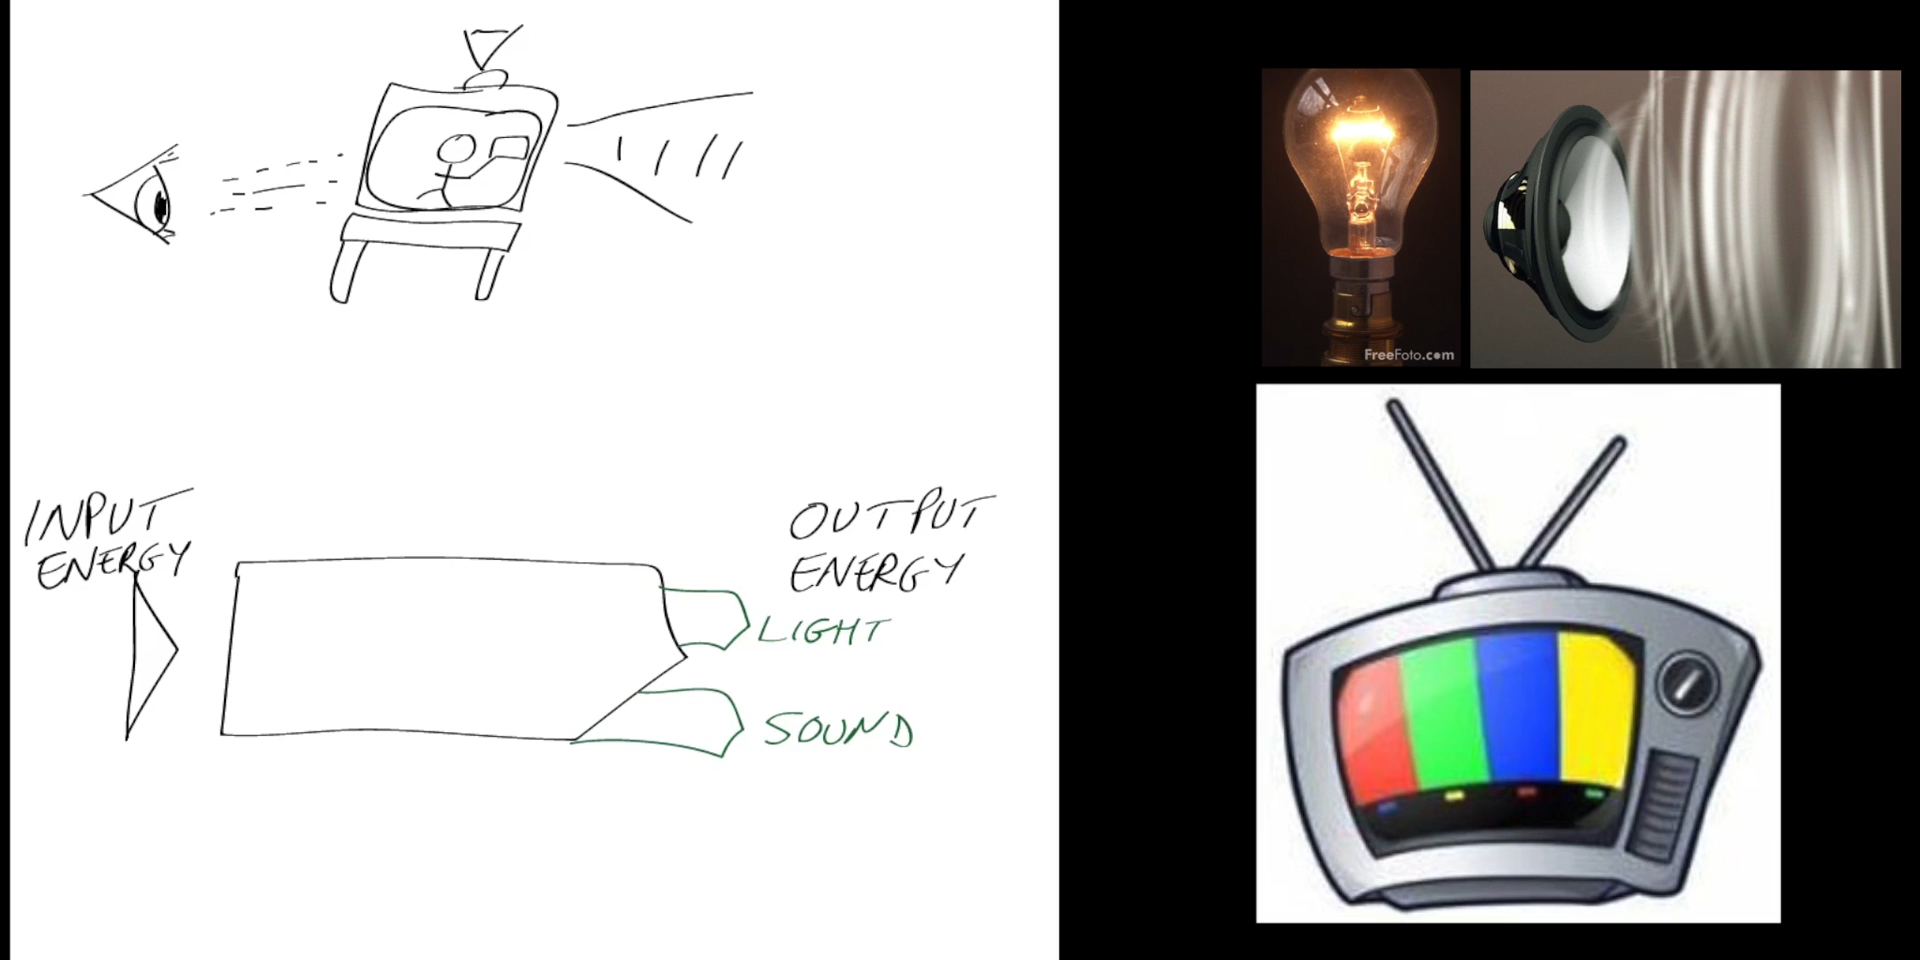 INPUT
ENERGY
OUTPUT
ENERGY
LIGHT
SOUND
FreeFoto.com